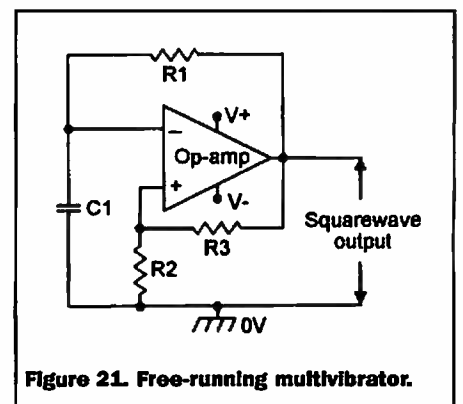 R1
V+
−
Op-amp
+
V-
C1
R3
R2
Squarewave
output
0V
Figure 21. Free-running multivibrator.